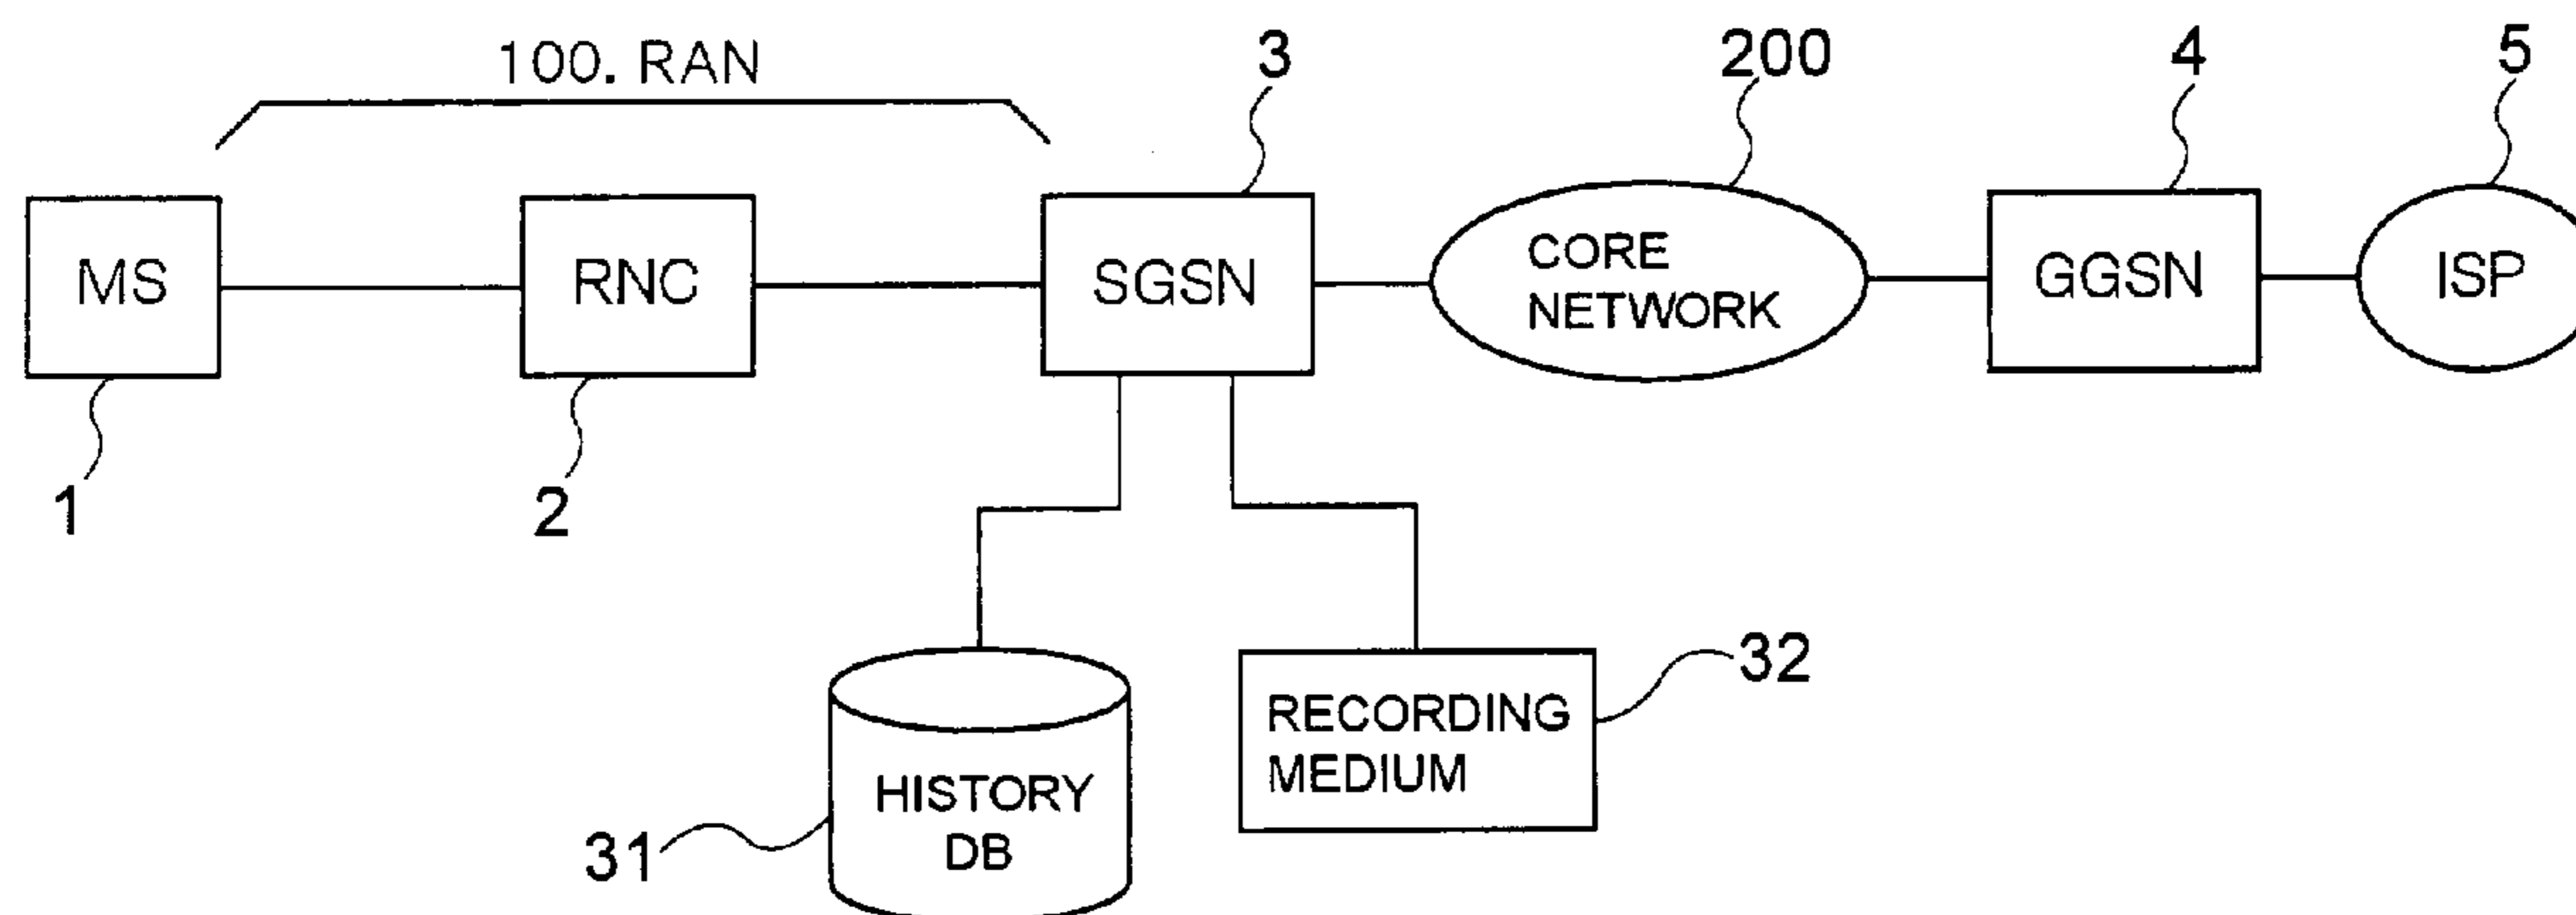 100. RAN
3
200
4
5
MS
RNC
SGSN
CORE
NETWORK
GGSN
ISP
1
2
32
RECORDING
MEDIUM
HISTORY
DB
31